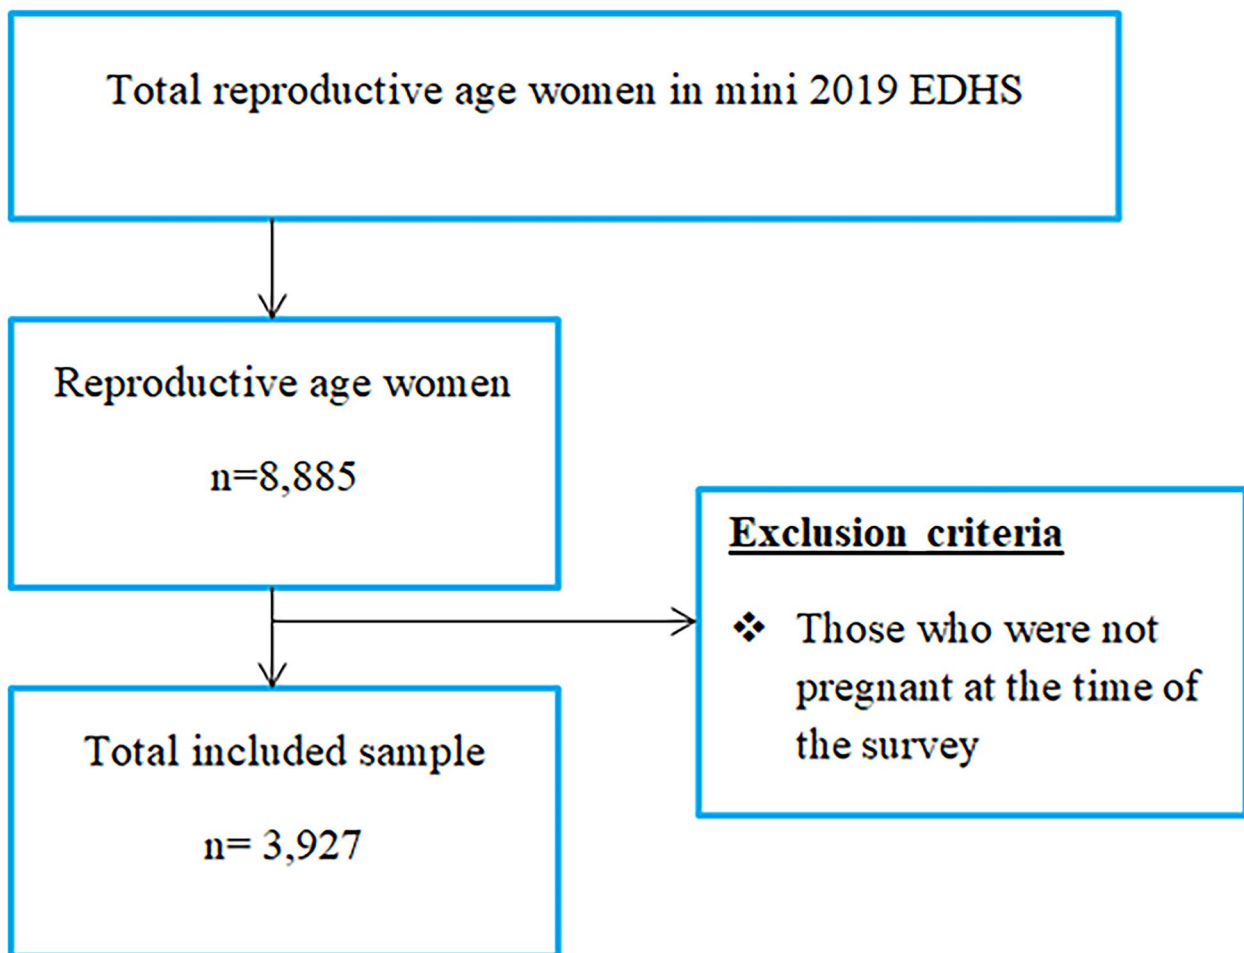 Total reproductive age women in mini 2019 EDHS
Reproductive age women
n=8,885
Exclusion criteria
❖ Those who were not
pregnant at the time of
the survey
Total included sample
n= 3,927